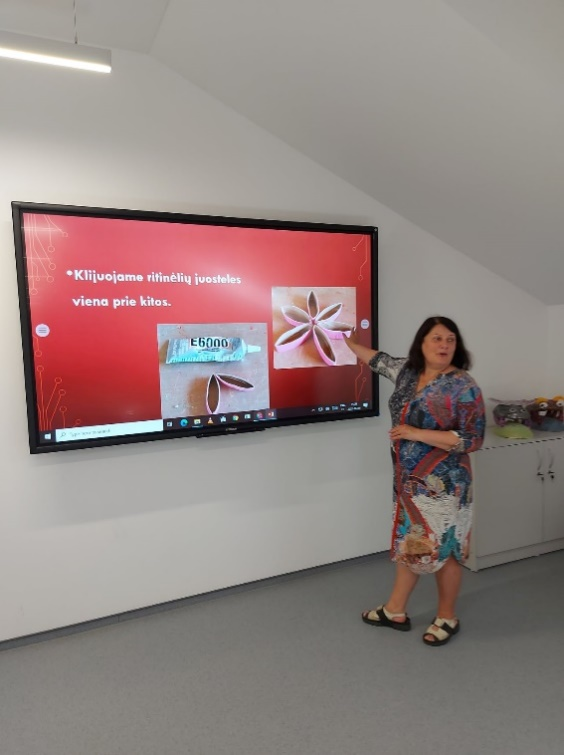 *Klijuojame ritinėlių juosteles
viena prie kitos.
E6000